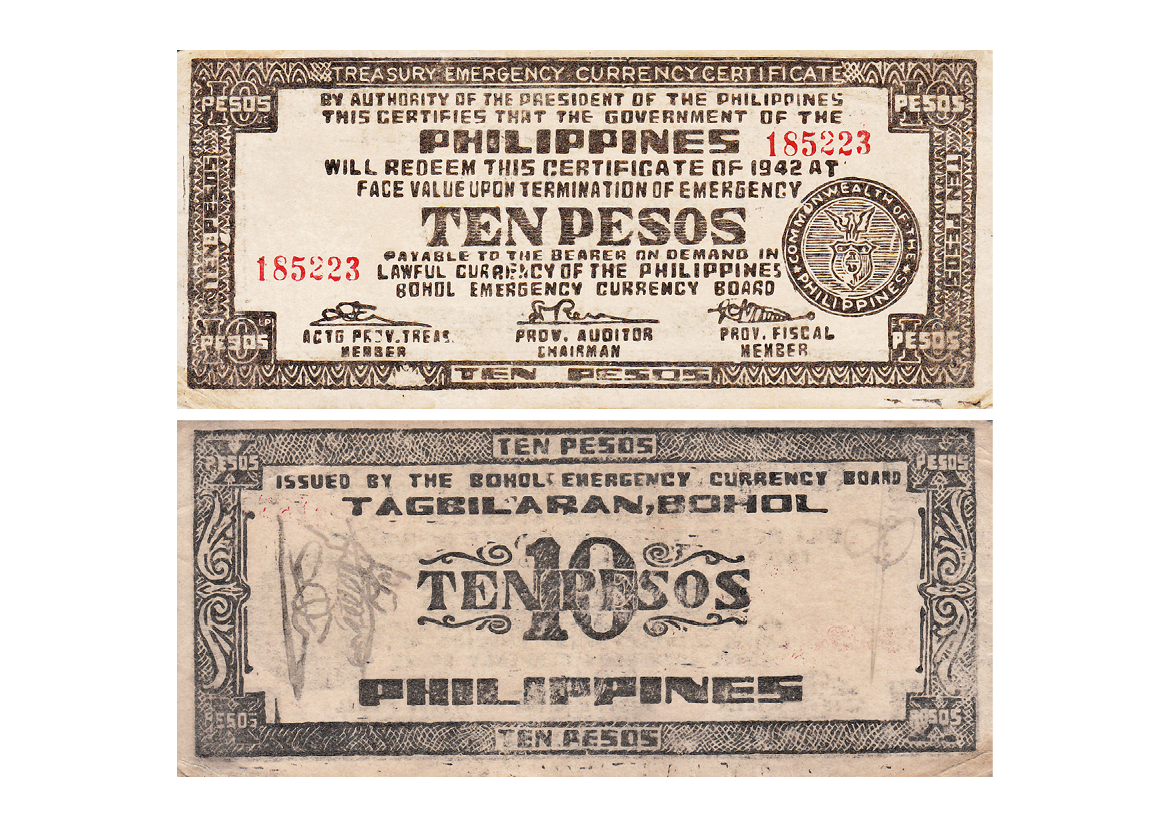 TREASURY EMERGENCY CURRENCY CERTIFICATE
PESOS 10
PESOS 10
BY AUTHORITY OF THE PRESIDENT OF THE PHILIPPINES
THIS CERTIFIES THAT THE GOVERNMENT OF THE
PHILIPPINES
185223
WILL REDEEM THIS CERTIFICATE OF 1942 AT
FACE VALUE UPON TERMINATION OF EMERGENCY
TEN PESOS
TEN PESOS
TEN PESOS
COMMONWEALTH OF THE PHILIPPINES
PAYABLE TO THE BEARER ON DEMAND IN
185223
LAWFUL CURRENCY OF THE PHILIPPINES
BOHOL EMERGENCY CURRENCY BOARD
ACTG PROV. TREAS.
PROV. AUDITOR
PROV. FISCAL
MEMBER
CHAIRMAN
MEMBER
PESOS 10
PESOS 10
TEN PESOS
TEN PESOS
PESOS X
PESOS X
ISSUED BY THE BOHOL EMERGENCY CURRENCY BOARD
TAGBILARAN, BOHOL
10
TEN PESOS
PHILIPPINES
PESOS X
PESOS X
TEN PESOS